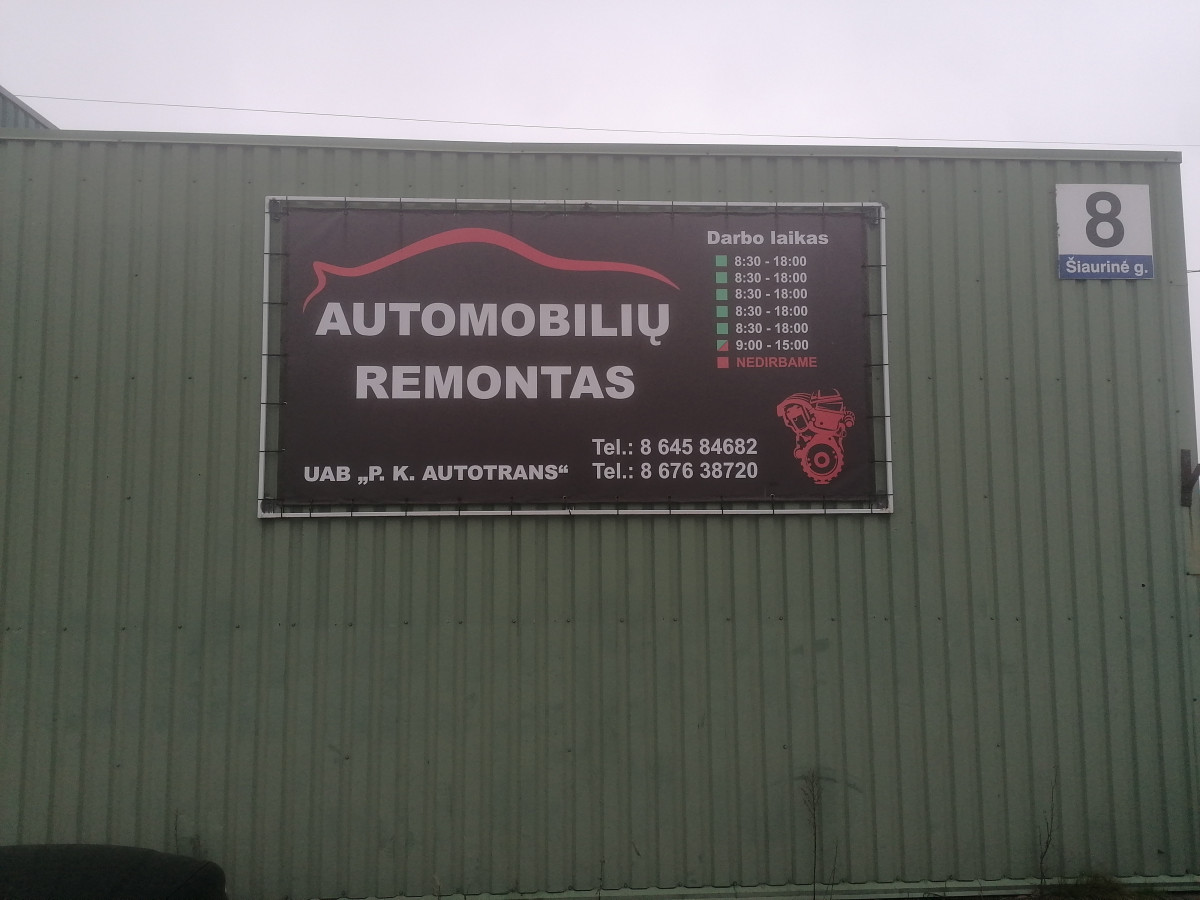 AUTOMOBILIŲ
REMONTAS
UAB „P. K. AUTOTRANS“
Darbo laikas
8:30 - 18:00
8:30 - 18:00
8:30 - 18:00
8:30 - 18:00
8:30 - 18:00
9:00 - 15:00
NEDIRBAME
Tel.: 8 645 84682
Tel.: 8 676 38720
8
Šiaurinė g.